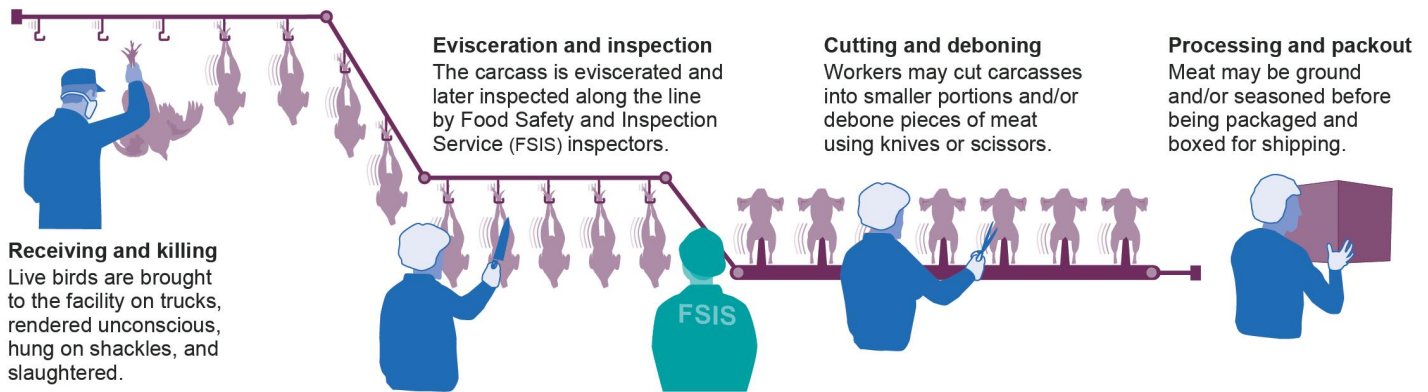 Receiving and killing
Live birds are brought
to the facility on trucks,
rendered unconscious,
hung on shackles, and
slaughtered.
Evisceration and inspection
The carcass is eviscerated and
later inspected along the line
by Food Safety and Inspection
Service (FSIS) inspectors.
FSIS
Cutting and deboning
Workers may cut carcasses
into smaller portions and/or
debone pieces of meat
using knives or scissors.
Processing and packout
Meat may be ground
and/or seasoned before
being packaged and
boxed for shipping.